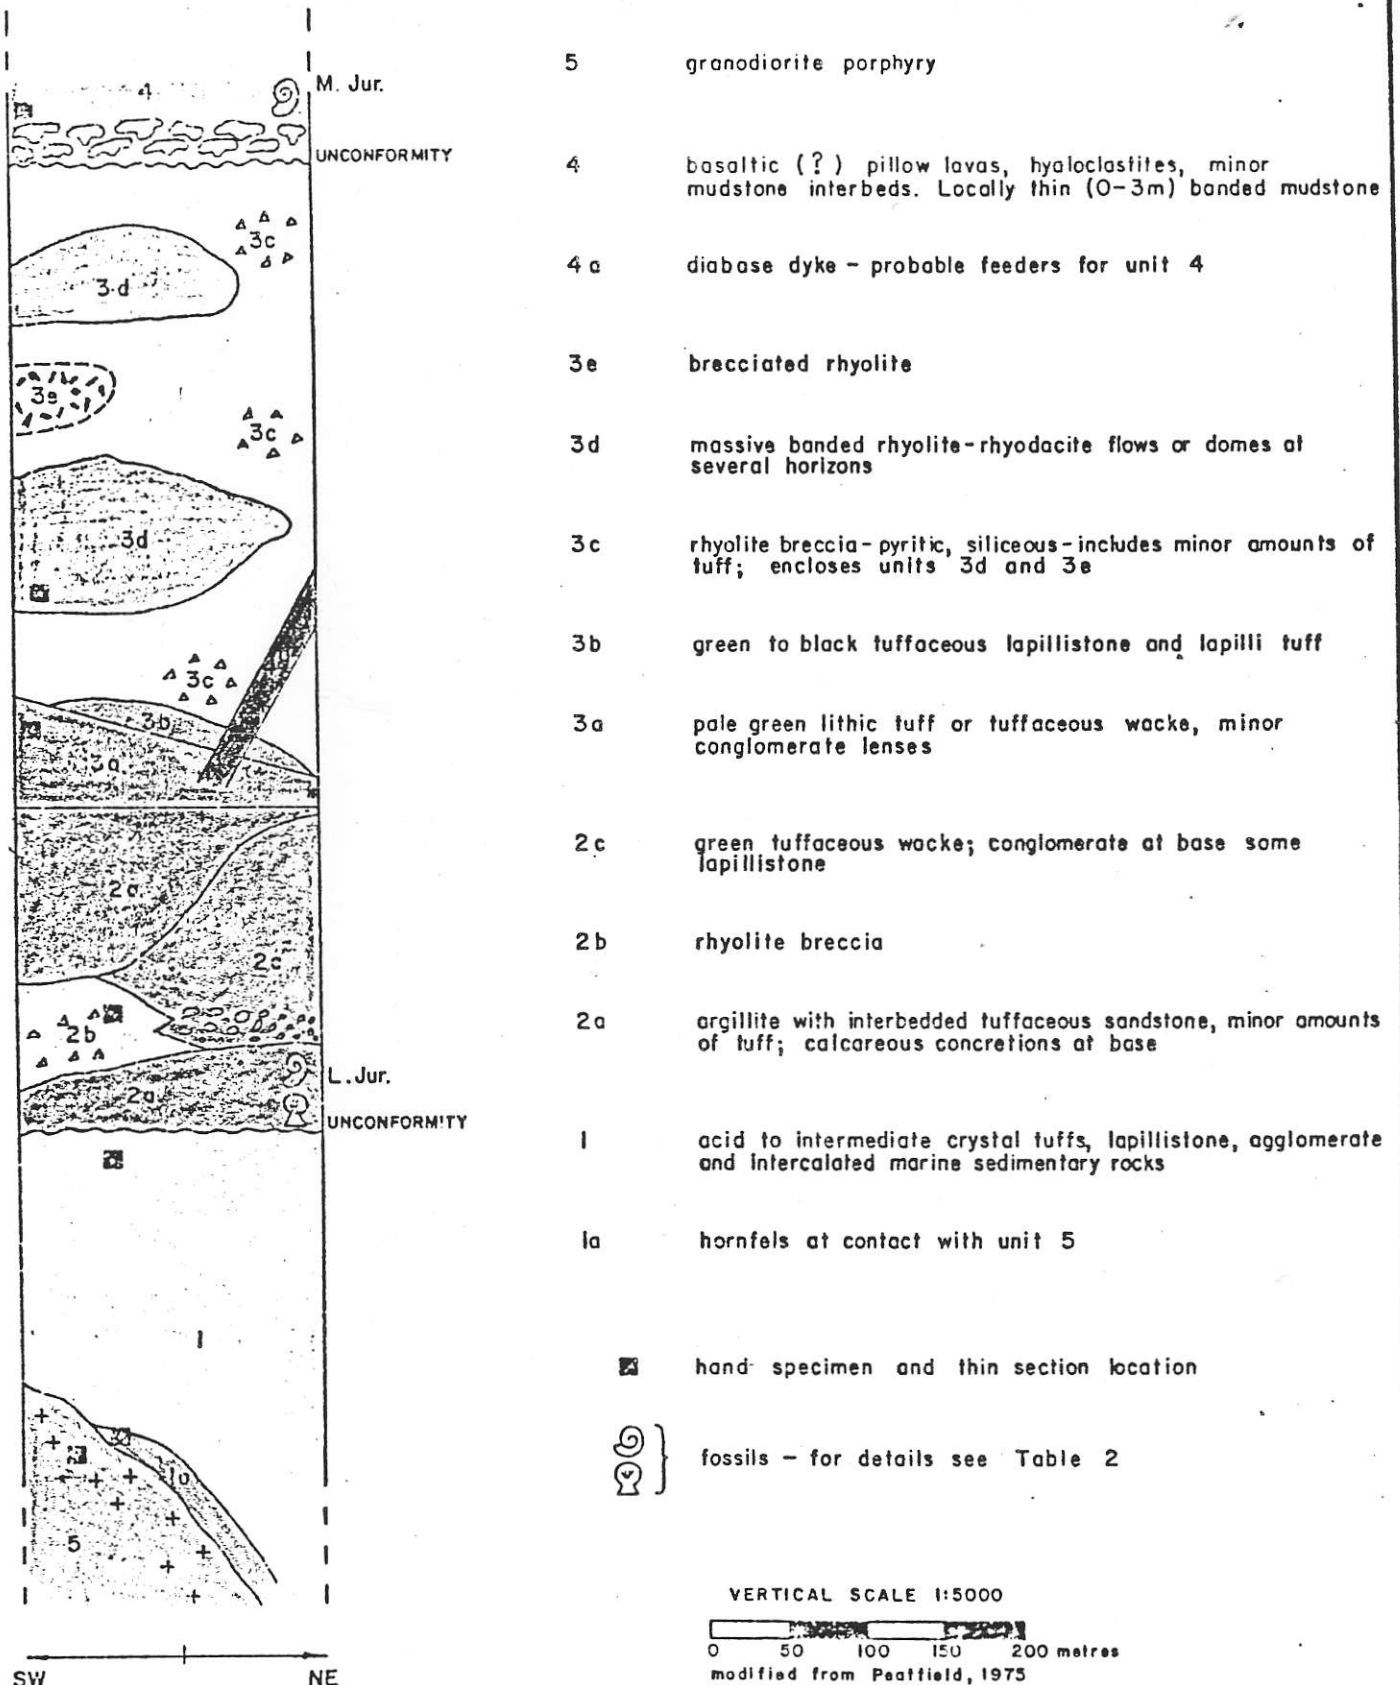 4
M. Jur.
UNCONFORMITY
3c
3d
3e
3c
3d
3c
3b
3a
2a
2c
2b
L. Jur.
2a
UNCONFORMITY
1
1a
5
SW
NE
5 granodiorite porphyry
4 basaltic (?) pillow lavas, hyaloclastites, minor
mudstone interbeds. Locally thin (0-3m) banded mudstone
4a diabase dyke - probable feeders for unit 4
3e brecciated rhyolite
3d massive banded rhyolite-rhyodacite flows or domes at
several horizons
3c rhyolite breccia-pyritic, siliceous-includes minor amounts of
tuff; encloses units 3d and 3e
3b green to black tuffaceous lapillistone and lapilli tuff
3a pale green lithic tuff or tuffaceous wacke, minor
conglomerate lenses
2c green tuffaceous wacke; conglomerate at base some
lapillistone
2b rhyolite breccia
2a argillite with interbedded tuffaceous sandstone, minor amounts
of tuff; calcareous concretions at base
1 acid to intermediate crystal tuffs, lapillistone, agglomerate
and intercalated marine sedimentary rocks
1a hornfels at contact with unit 5
hand specimen and thin section location
fossils - for details see Table 2
VERTICAL SCALE 1:5000
0 50 100 150 200 metres
modified from Peatfield, 1975